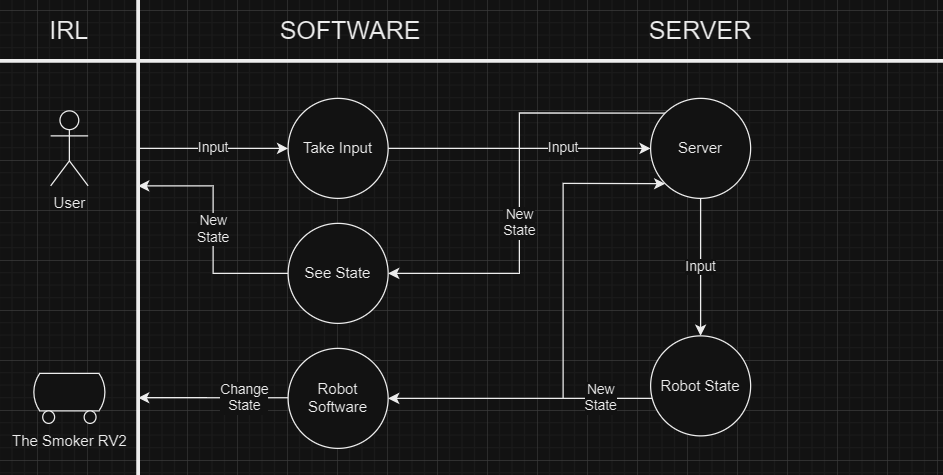 IRL
SOFTWARE
SERVER
Input
Take Input
Input
Server
User
New
State
New
State
See State
Input
Change
State
Robot
Software
New
State
Robot State
The Smoker RV2